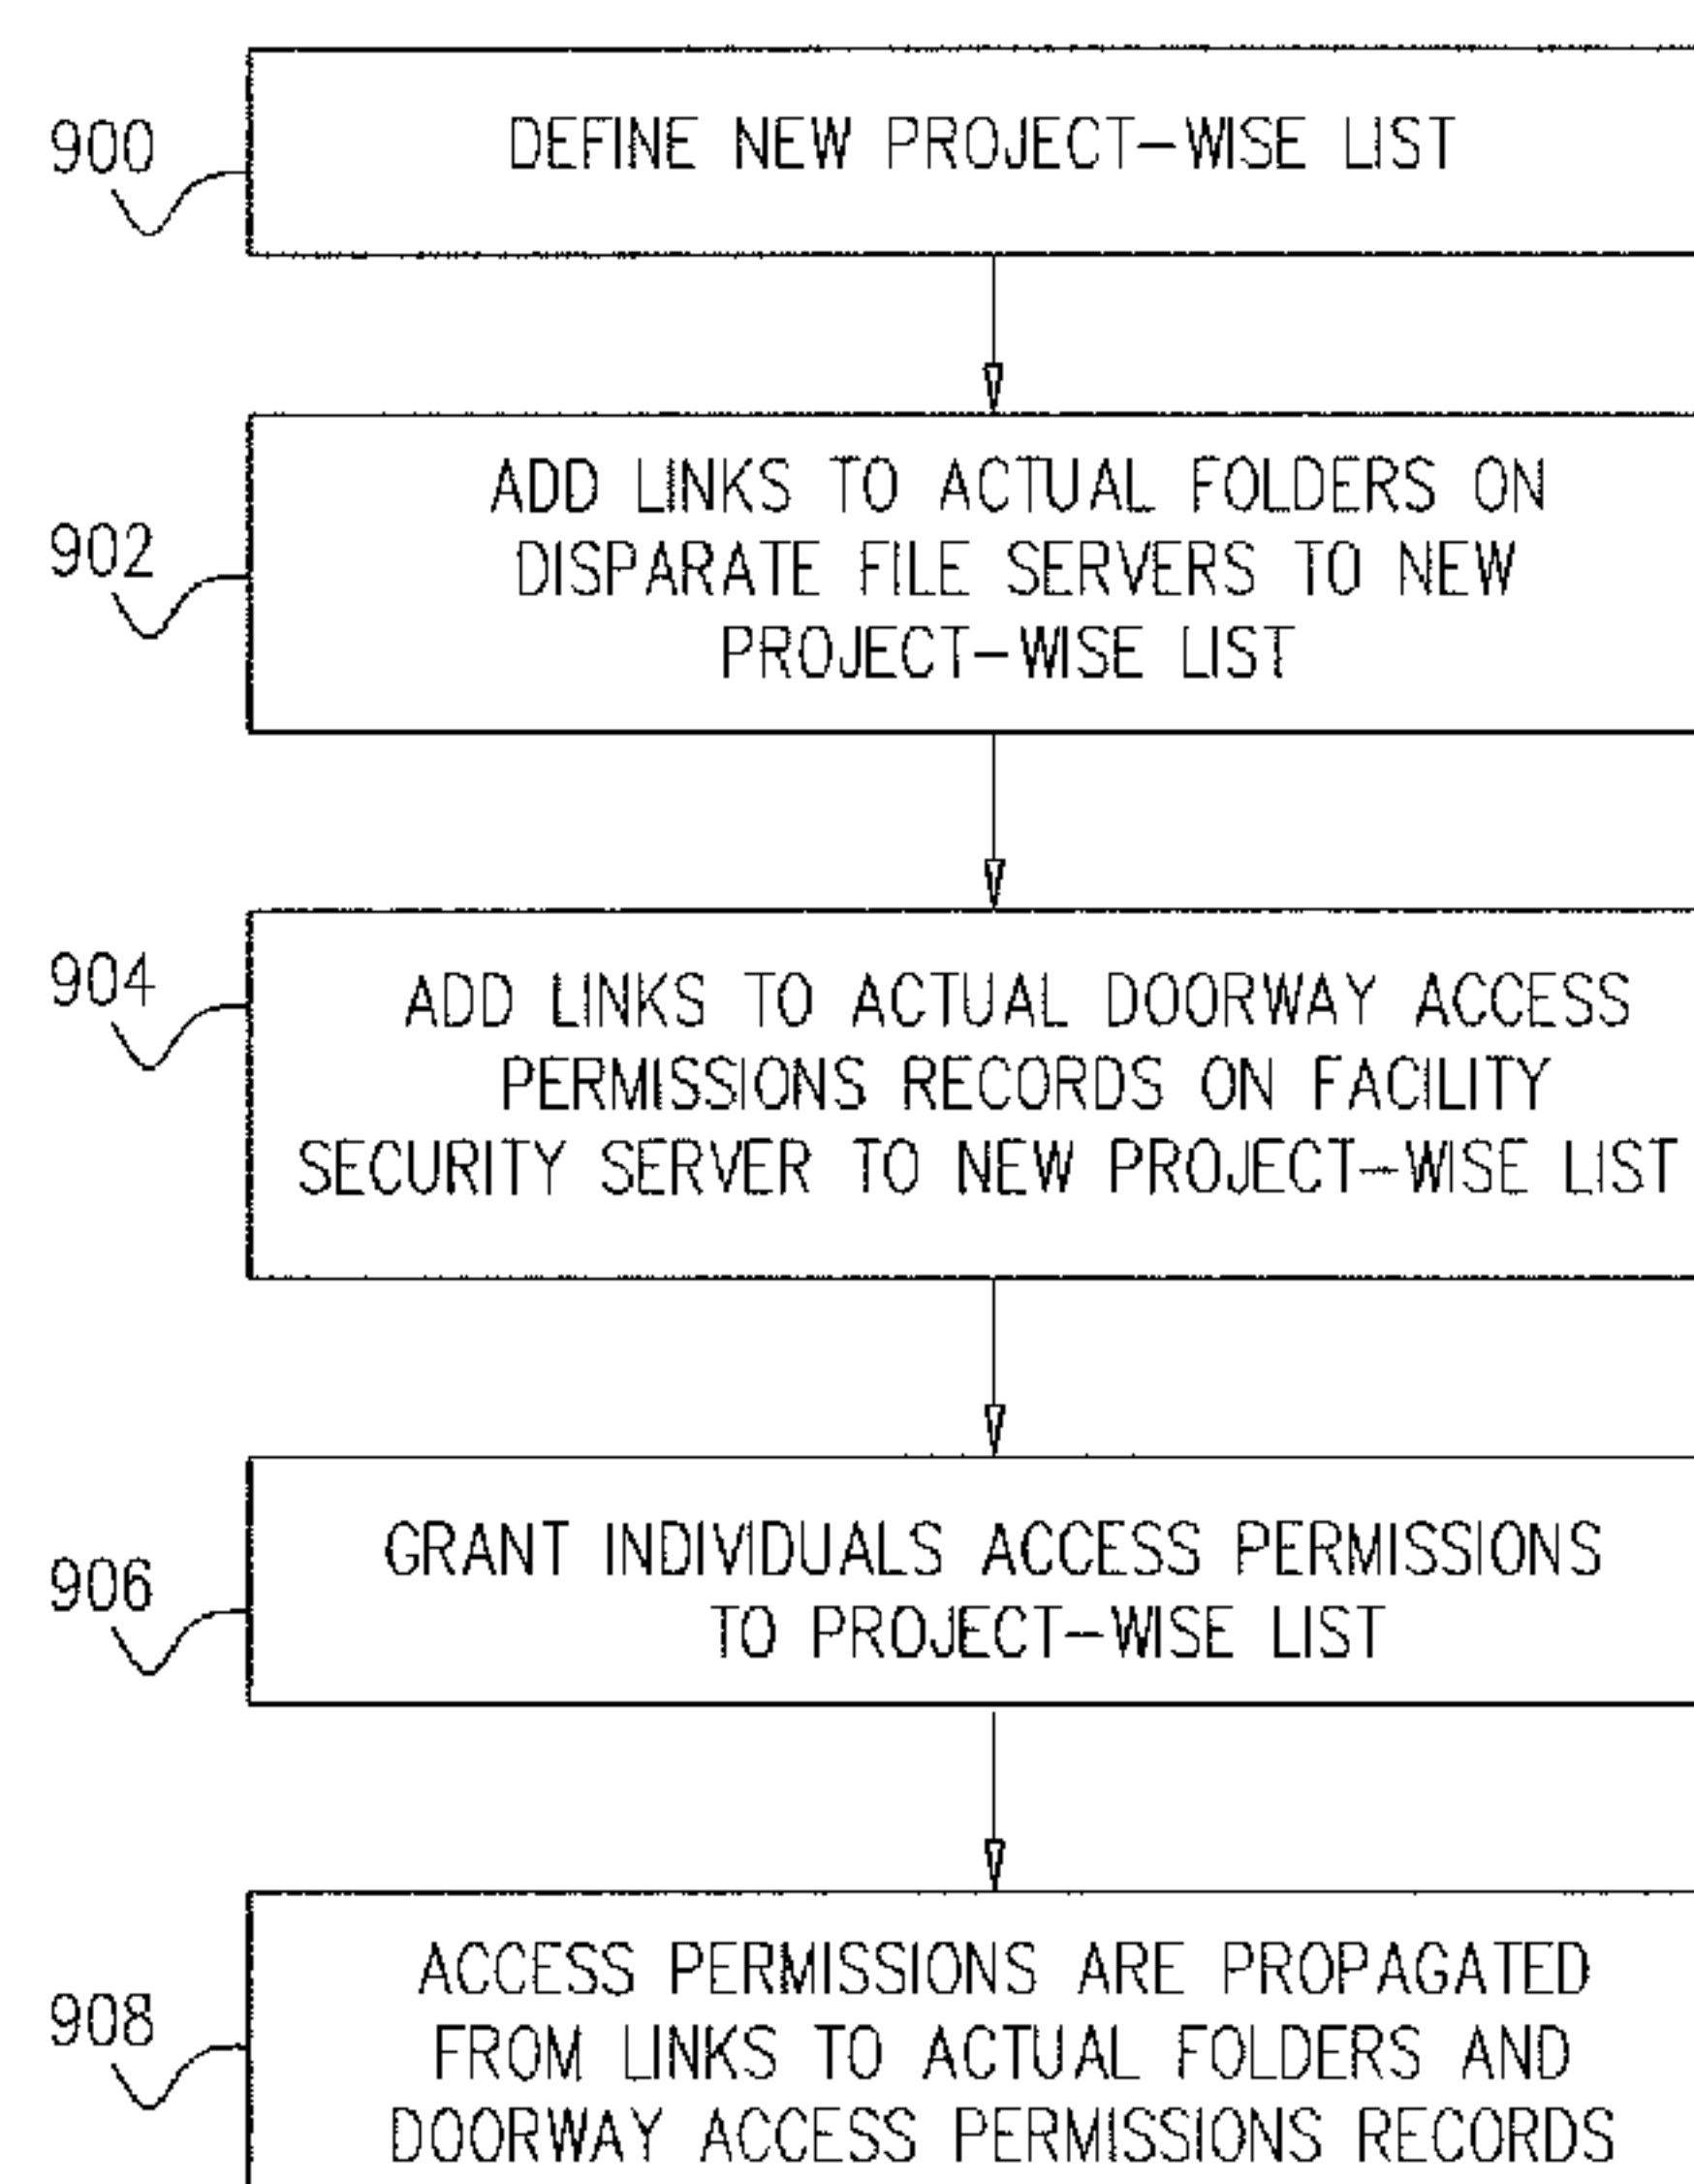 900
DEFINE NEW PROJECT-WISE LIST
902
ADD LINKS TO ACTUAL FOLDERS ON
DISPARATE FILE SERVERS TO NEW
PROJECT-WISE LIST
904
ADD LINKS TO ACTUAL DOORWAY ACCESS
PERMISSIONS RECORDS ON FACILITY
SECURITY SERVER TO NEW PROJECT-WISE LIST
906
GRANT INDIVIDUALS ACCESS PERMISSIONS
TO PROJECT-WISE LIST
908
ACCESS PERMISSIONS ARE PROPAGATED
FROM LINKS TO ACTUAL FOLDERS AND
DOORWAY ACCESS PERMISSIONS RECORDS